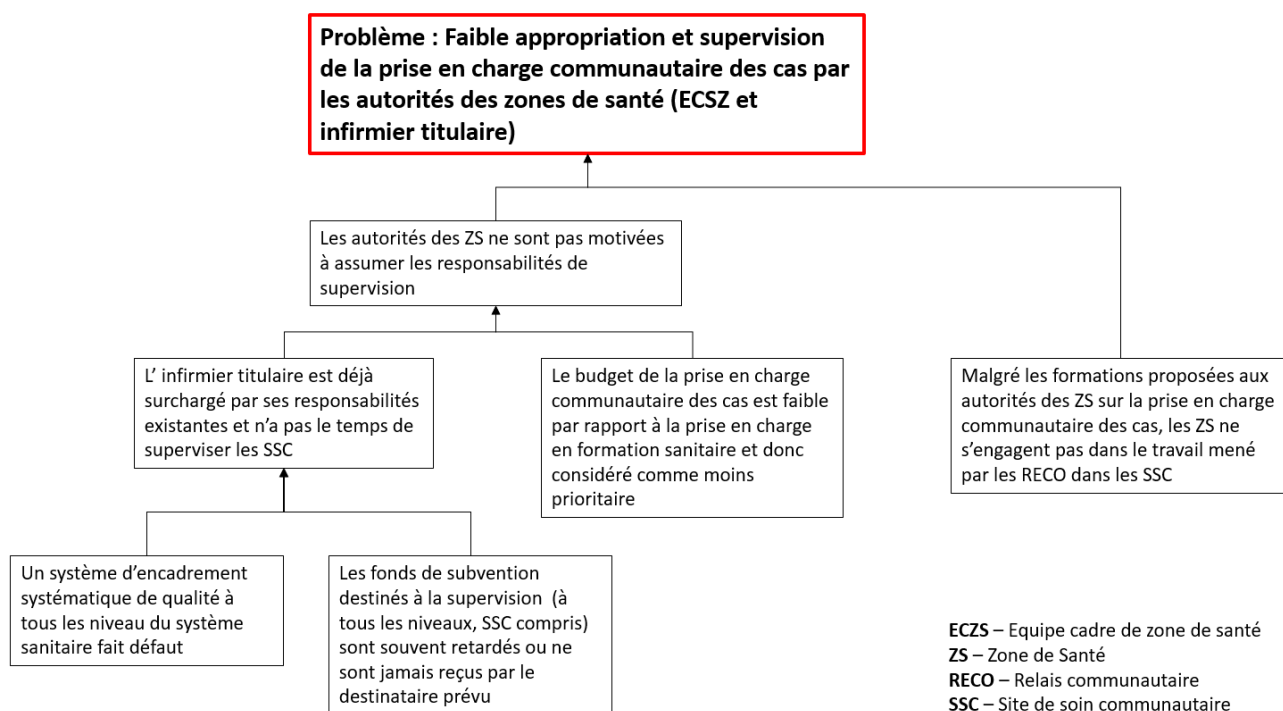 Problème : Faible appropriation et supervision
de la prise en charge communautaire des cas par
les autorités des zones de santé (ECSZ et
infirmier titulaire)
Les autorités des ZS ne sont pas motivées
à assumer les responsabilités de
supervision
L' infirmier titulaire est déjà
surchargé par ses responsabilités
existantes et n'a pas le temps de
superviser les SSC
Le budget de la prise en charge
communautaire des cas est faible
par rapport à la prise en charge
en formation sanitaire et donc
considéré comme moins
prioritaire
Malgré les formations proposées aux
autorités des ZS sur la prise en charge
communautaire des cas, les ZS ne
s'engagent pas dans le travail mené
par les RECO dans les SSC
Un système d'encadrement
systématique de qualité à
tous les niveau du système
sanitaire fait défaut
Les fonds de subvention
destinés à la supervision (à
tous les niveaux, SSC compris)
sont souvent retardés ou ne
sont jamais reçus par le
destinataire prévu
ECZS – Equipe cadre de zone de santé
ZS – Zone de Santé
RECO – Relais communautaire
SSC – Site de soin communautaire